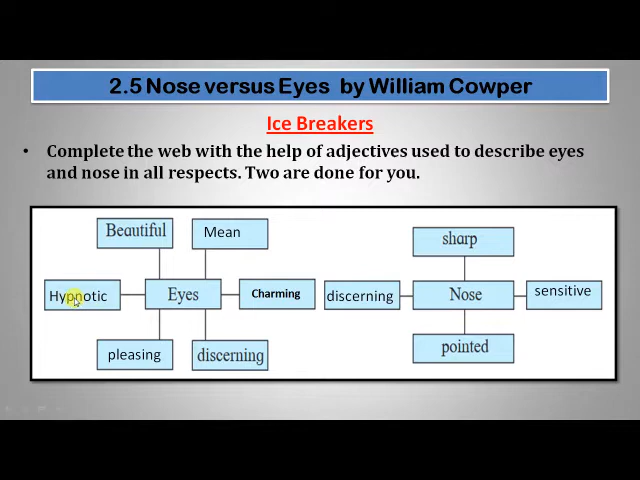 2.5 Nose versus Eyes by William Cowper
Ice Breakers
• Complete the web with the help of adjectives used to describe eyes
and nose in all respects. Two are done for you.
Beautiful
Mean
Hypnotic
Eyes
Charming
pleasing
discerning
sharp
discerning
Nose
sensitive
pointed